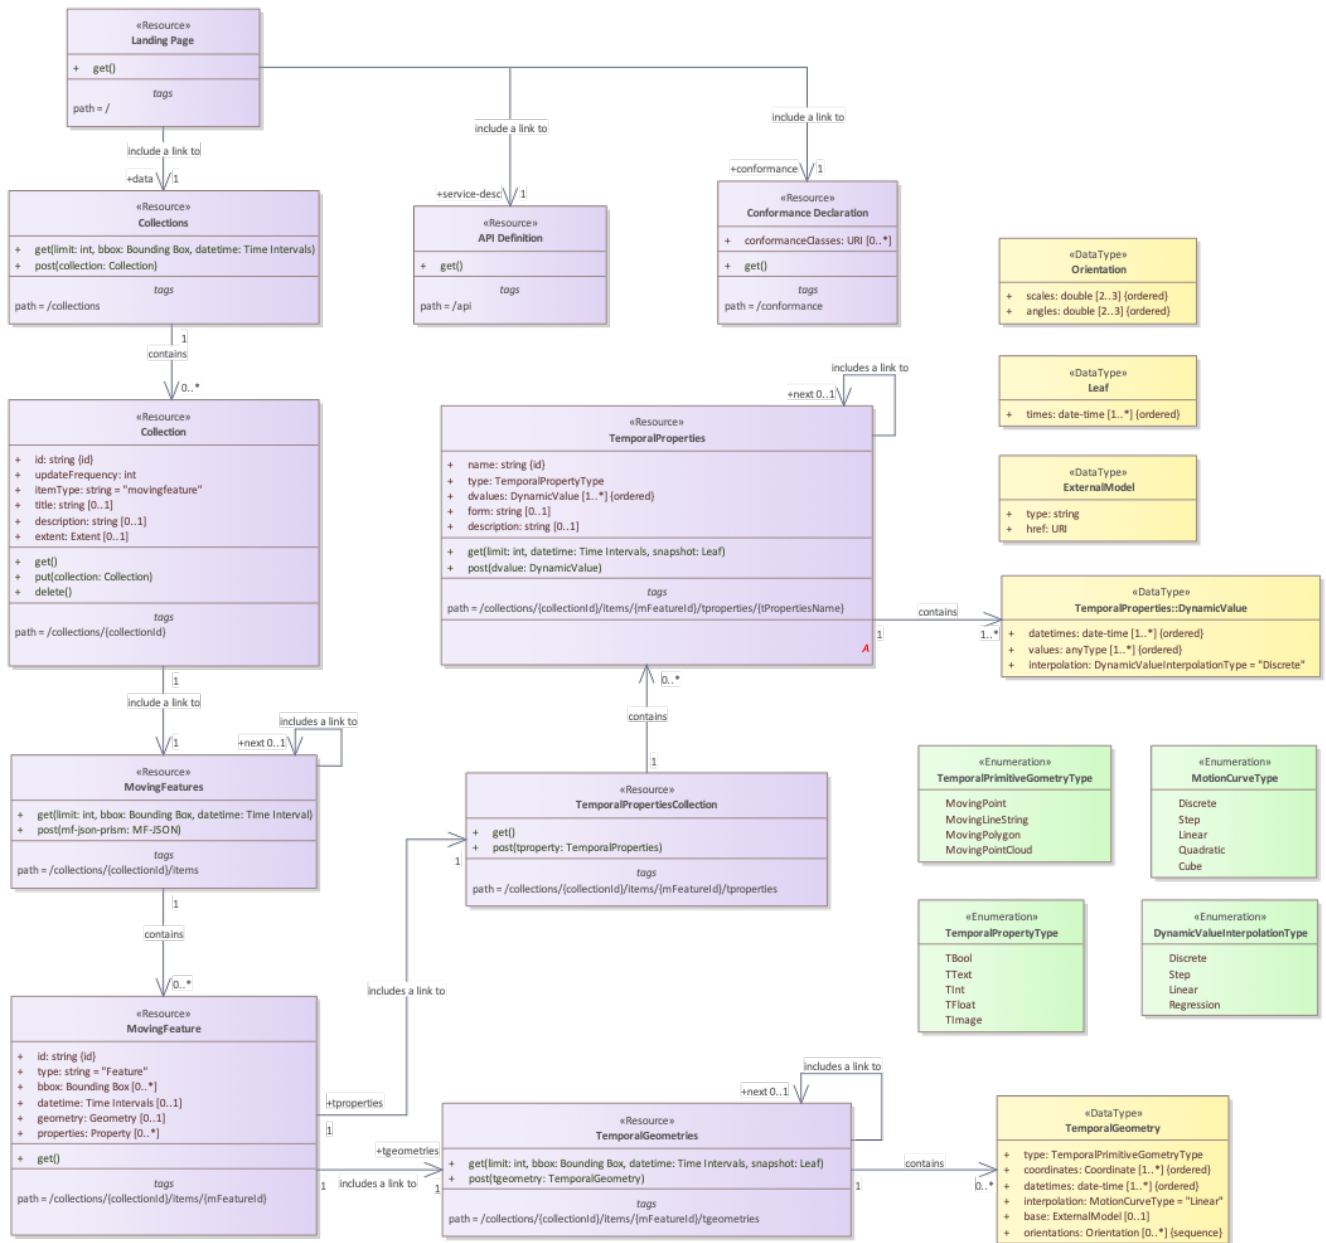 «Resource»
Landing Page
+ get()
tags
path = /
include a link to
+data 1
include a link to
+service-desc 1
include a link to
+conformance 1
«Resource»
Collections
+ get(limit: int, bbox: Bounding Box, datetime: Time Intervals)
+ post(collection: Collection)
tags
path = /collections
«Resource»
API Definition
+ get()
tags
path = /api
«Resource»
Conformance Declaration
+ conformanceClasses: URI [0..*]
+ get()
tags
path = /conformance
«DataType»
Orientation
+ scales: double [2..3] {ordered}
+ angles: double [2..3] {ordered}
1
contains
0..*
«DataType»
Leaf
+ times: date-time [1..*] {ordered}
«Resource»
Collection
+ id: string {id}
+ updateFrequency: int
+ itemType: string = "movingfeature"
+ title: string [0..1]
+ description: string [0..1]
+ extent: Extent [0..1]
+ get()
+ put(collection: Collection)
+ delete()
tags
path = /collections/{collectionId}
includes a link to
+next 0..1
«Resource»
TemporalProperties
+ name: string {id}
+ type: TemporalPropertyType
+ dvalues: DynamicValue [1..*] {ordered}
+ form: string [0..1]
+ description: string [0..1]
+ get(limit: int, datetime: Time Intervals, snapshot: Leaf)
+ post(dvalue: DynamicValue)
tags
path = /collections/{collectionId}/items/{mFeatureId}/tproperties/{tPropertiesName}
A
«DataType»
ExternalModel
+ type: string
+ href: URI
contains
1
1..*
«DataType»
TemporalProperties::DynamicValue
+ datetimes: date-time [1..*] {ordered}
+ values: anyType [1..*] {ordered}
+ interpolation: DynamicValueInterpolationType = "Discrete"
1
include a link to
1
includes a link to
+next 0..1
0..*
contains
1
«Resource»
MovingFeatures
+ get(limit: int, bbox: Bounding Box, datetime: Time Interval)
+ post(mf-json-prism: MF-JSON)
tags
path = /collections/{collectionId}/items
«Resource»
TemporalPropertiesCollection
+ get()
+ post(tproperty: TemporalProperties)
tags
path = /collections/{collectionId}/items/{mFeatureId}/tproperties
1
«Enumeration»
TemporalPrimitiveGometryType
MovingPoint
MovingLineString
MovingPolygon
MovingPointCloud
«Enumeration»
MotionCurveType
Discrete
Step
Linear
Quadratic
Cube
«Enumeration»
TemporalPropertyType
TBool
TText
TInt
TFloat
TImage
«Enumeration»
DynamicValueInterpolationType
Discrete
Step
Linear
Regression
1
contains
0..*
includes a link to
«Resource»
MovingFeature
+ id: string {id}
+ type: string = "Feature"
+ bbox: Bounding Box [0..*]
+ datetime: Time Intervals [0..1]
+ geometry: Geometry [0..1]
+ properties: Property [0..*]
+ get()
tags
path = /collections/{collectionId}/items/{mFeatureId}
+tproperties
1
+tgeometries
1
includes a link to
1
includes a link to
+next 0..1
«Resource»
TemporalGeometries
+ get(limit: int, bbox: Bounding Box, datetime: Time Intervals, snapshot: Leaf)
+ post(tgeometry: TemporalGeometry)
tags
path = /collections/{collectionId}/items/{mFeatureId}/tgeometries
contains
1
0..*
«DataType»
TemporalGeometry
+ type: TemporalPrimitiveGometryType
+ coordinates: Coordinate [1..*] {ordered}
+ datetimes: date-time [1..*] {ordered}
+ interpolation: MotionCurveType = "Linear"
+ base: ExternalModel [0..1]
+ orientations: Orientation [0..*] {sequence}